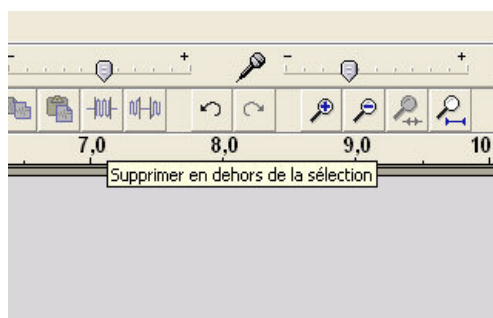 - + - +
7,0 8,0 9,0 10
Supprimer en dehors de la sélection